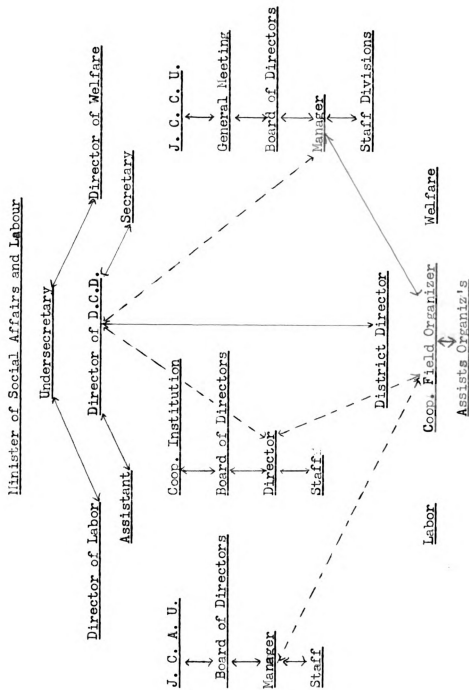 Minister of Social Affairs and Labour
Undersecretary
Director of Labor
Director of D.C.D.
Director of Welfare
Assistant
Secretary
J. C. A. U.
Board of Directors
Manager
Staff
Coop. Institution
Board of Directors
Director
Staff
J. C. C. U.
General Meeting
Board of Directors
Manager
Staff Divisions
District Director
Labor
Coop. Field Organizer
Welfare
Assists Organiz's